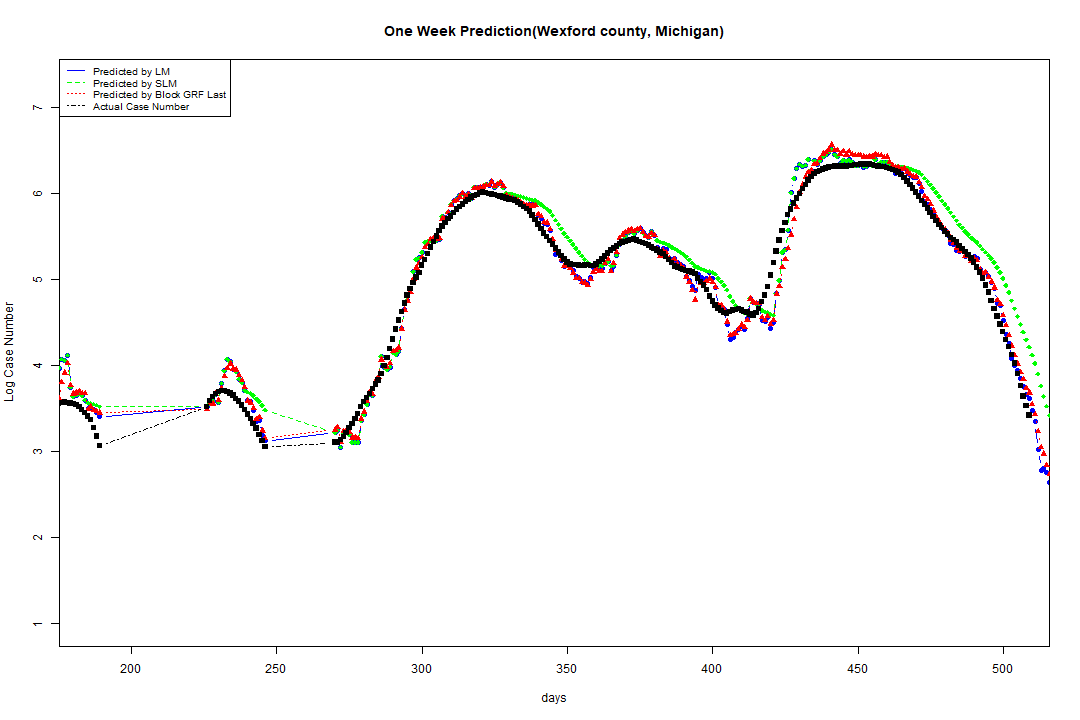 One Week Prediction(Wexford county, Michigan)
Predicted by LM
Predicted by SLM
Predicted by Block GRF Last
Actual Case Number
7
6
5
4
3
2
1
Log Case Number
200 250 300 350 400 450 500
days